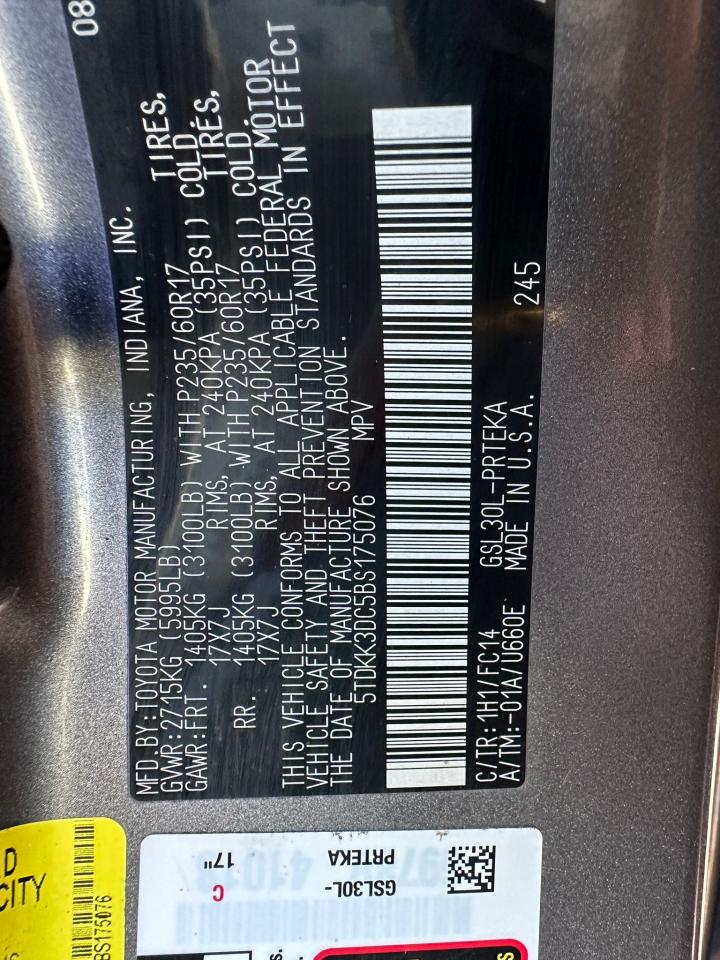 08
MFD.BY:TOYOTA MOTOR MANUFACTURING, INDIANA, INC.
GVWR:2715KG (5995LB)
GAWR:FRT. 1405KG (3100LB) WITH P235/60R17 TIRES,
17X7J RIMS, AT 240KPA (35PSI) COLD.
RR. 1405KG (3100LB) WITH P235/60R17 TIRES,
17X7J RIMS, AT 240KPA (35PSI) COLD.
THIS VEHICLE CONFORMS TO ALL APPLICABLE FEDERAL MOTOR
VEHICLE SAFETY AND THEFT PREVENTION STANDARDS IN EFFECT
THE DATE OF MANUFACTURE SHOWN ABOVE.
5TDKK3DC5BS175076 MPV
C/TR:1H1/FC14 GSL30L-PRTEKA 245
A/TM:-01A/U660E MADE IN U.S.A.
GSL30L-
PRTEKA
17"
C
CITY
BS175076